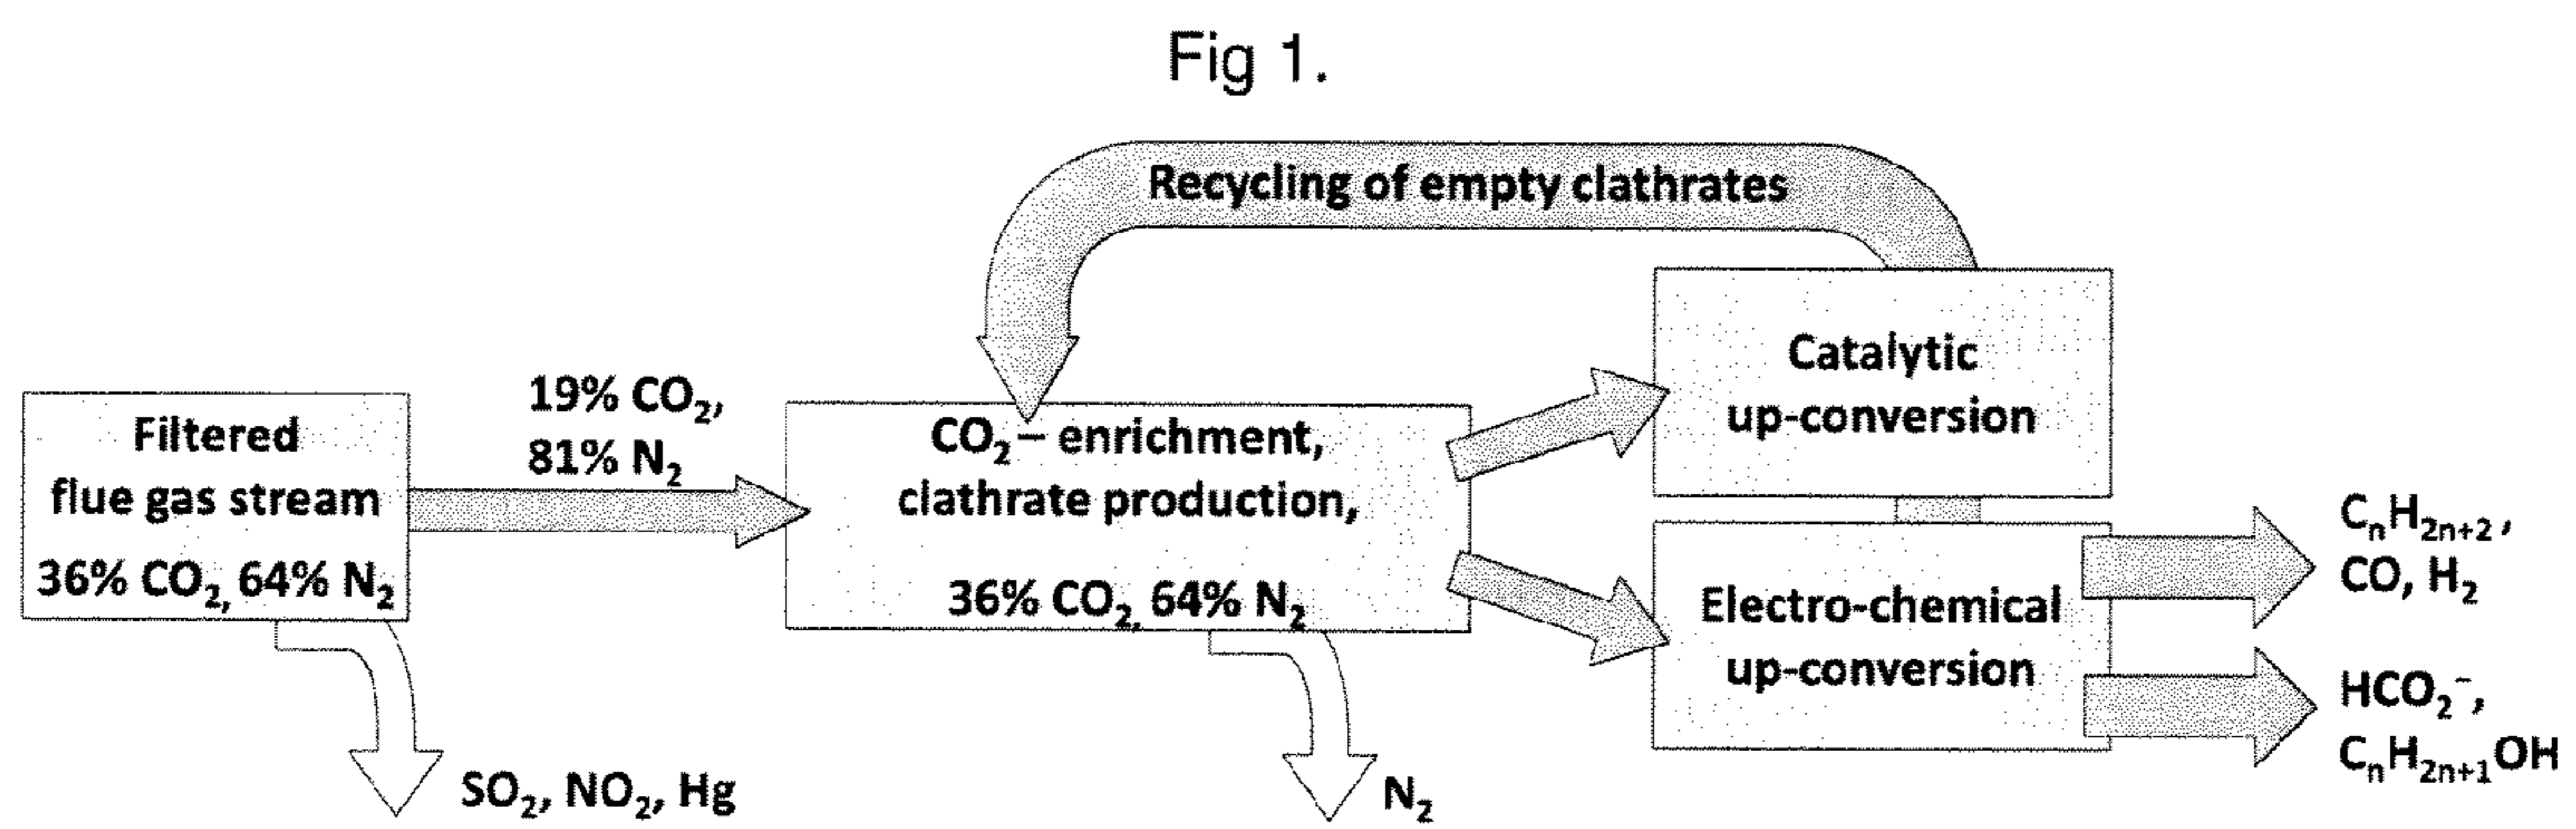 Fig 1.
Recycling of empty clathrates
Filtered
flue gas stream
36% CO₂, 64% N₂
19% CO₂,
81% N₂
CO₂ – enrichment,
clathrate production,
36% CO₂, 64% N₂
Catalytic
up-conversion
Electro-chemical
up-conversion
CₙH₂ₙ₊₂,
CO, H₂
HCO₂⁻,
CₙH₂ₙ₊₁OH
SO₂, NO₂, Hg
N₂